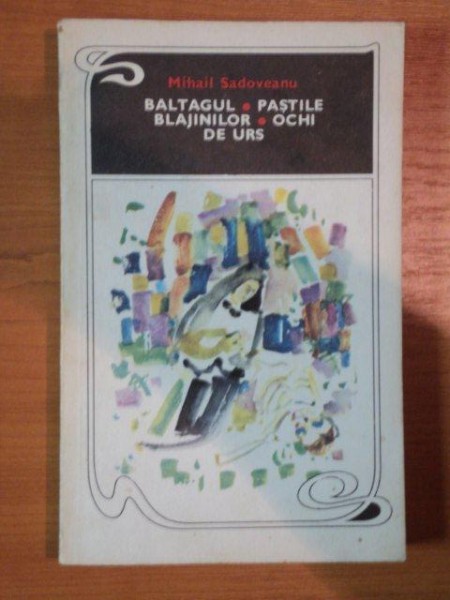 Mihail Sadoveanu
BALTAGUL • PAȘTILE
BLAJINILOR • OCHI
DE URS